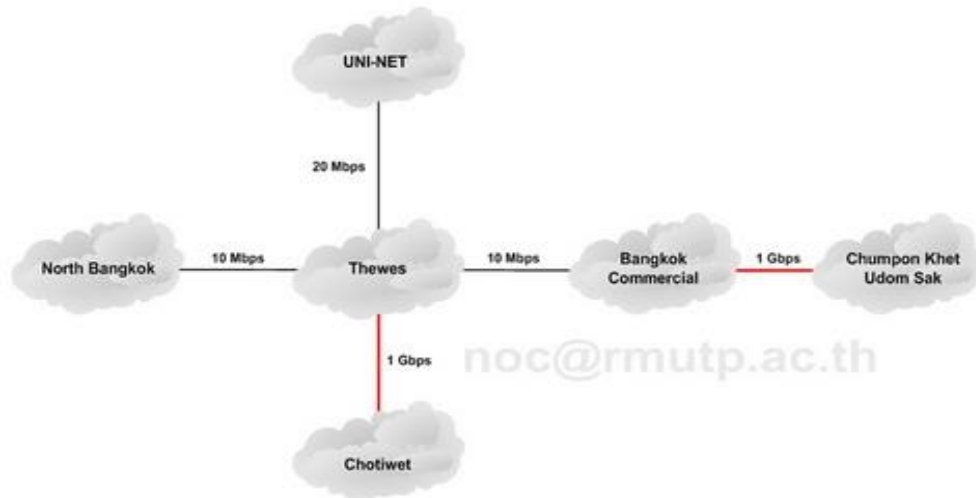 UNI-NET
20 Mbps
North Bangkok
10 Mbps
Thewes
10 Mbps
Bangkok
Commercial
1 Gbps
Chumpon Khet
Udom Sak
1 Gbps
noc@rmutp.ac.th
Chotiwet